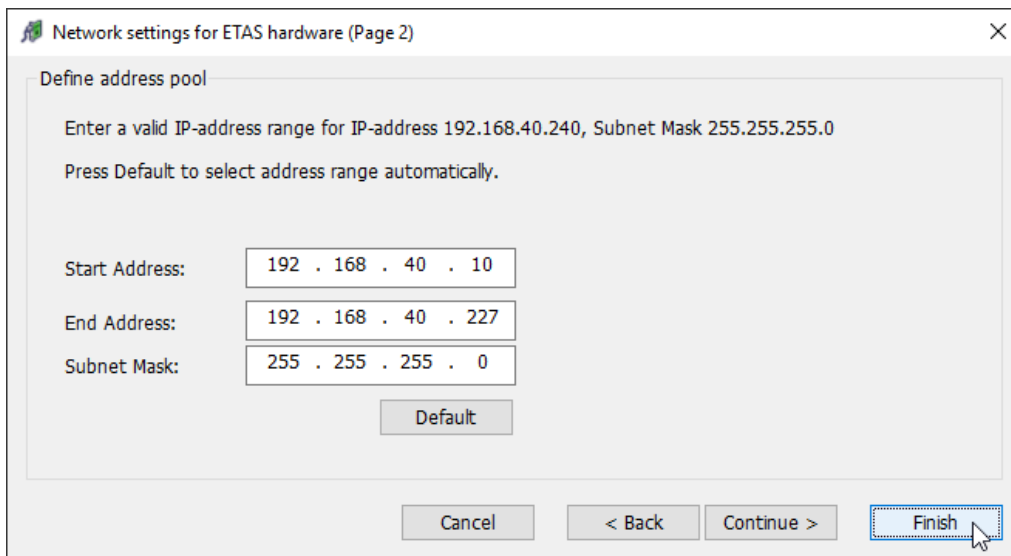 Network settings for ETAS hardware (Page 2)
Define address pool
Enter a valid IP-address range for IP-address 192.168.40.240, Subnet Mask 255.255.255.0
Press Default to select address range automatically.
Start Address: 192 . 168 . 40 . 10
End Address: 192 . 168 . 40 . 227
Subnet Mask: 255 . 255 . 255 . 0
Default
Cancel < Back Continue > Finish